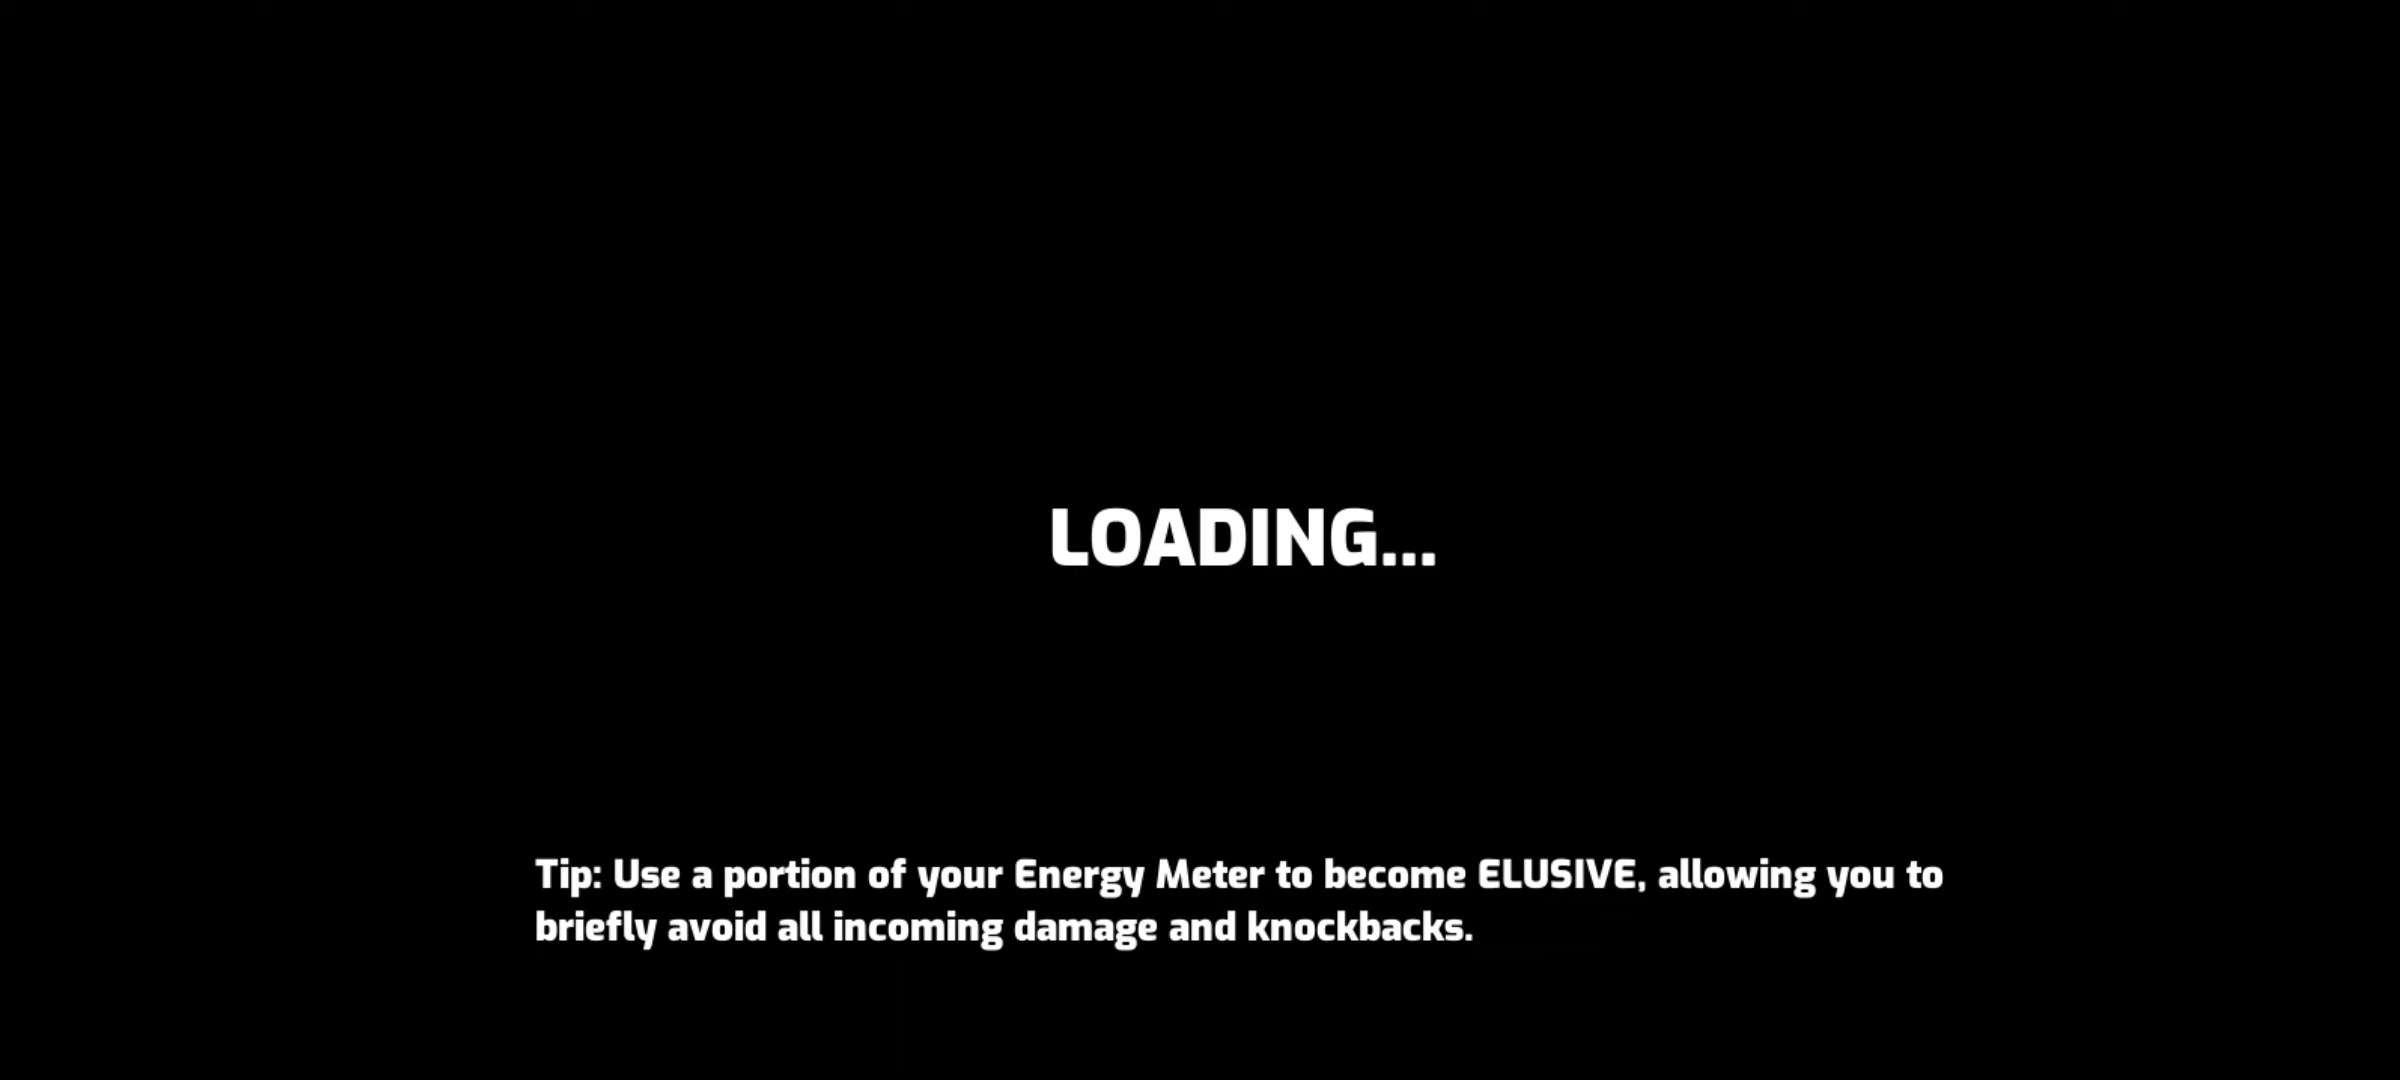 LOADING...
Tip: Use a portion of your Energy Meter to become ELUSIVE, allowing you to
briefly avoid all incoming damage and knockbacks.